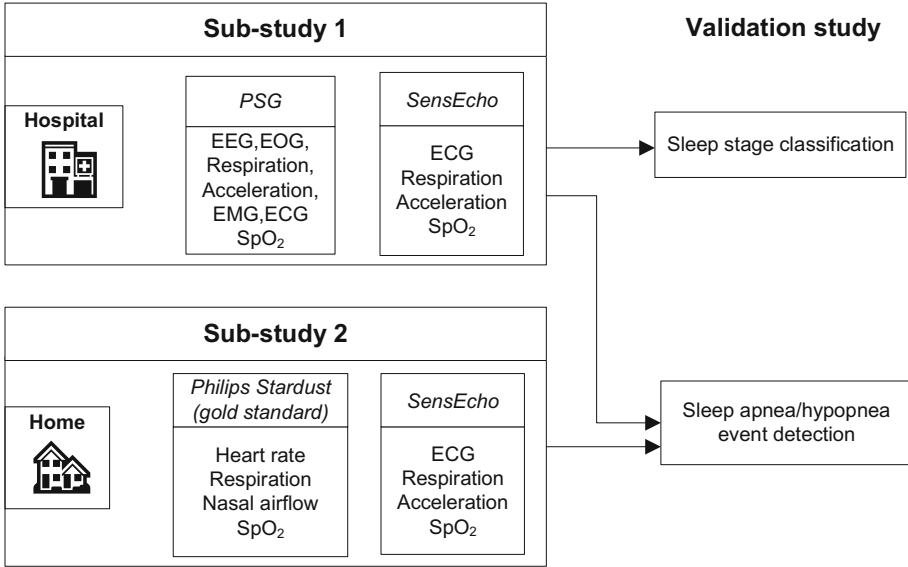 Sub-study 1
Validation study
Hospital
PSG
EEG,EOG,
Respiration,
Acceleration,
EMG,ECG
SpO₂
SensEcho
ECG
Respiration
Acceleration
SpO₂
Sleep stage classification
Sub-study 2
Home
Philips Stardust
(gold standard)
Heart rate
Respiration
Nasal airflow
SpO₂
SensEcho
ECG
Respiration
Acceleration
SpO₂
Sleep apnea/hypopnea
event detection